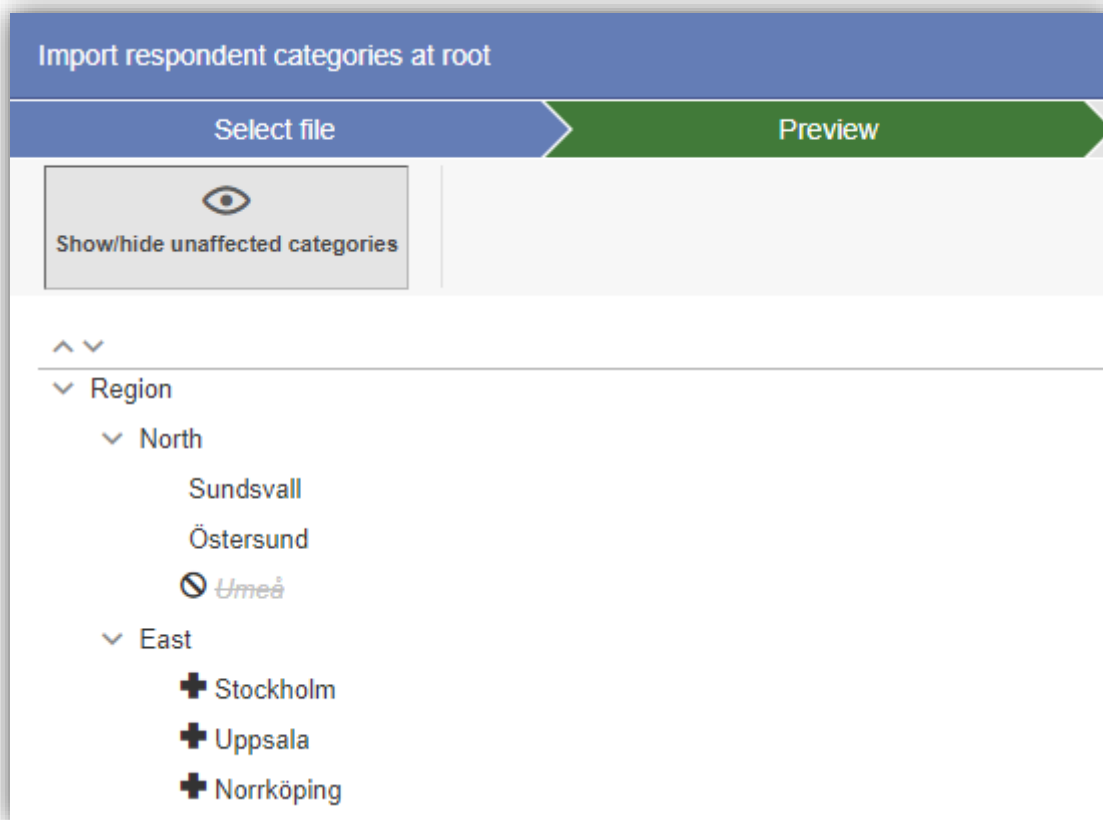 Import respondent categories at root
Select file
Preview
Show/hide unaffected categories
Region
North
Sundsvall
Östersund
Umeå
East
Stockholm
Uppsala
Norrköping